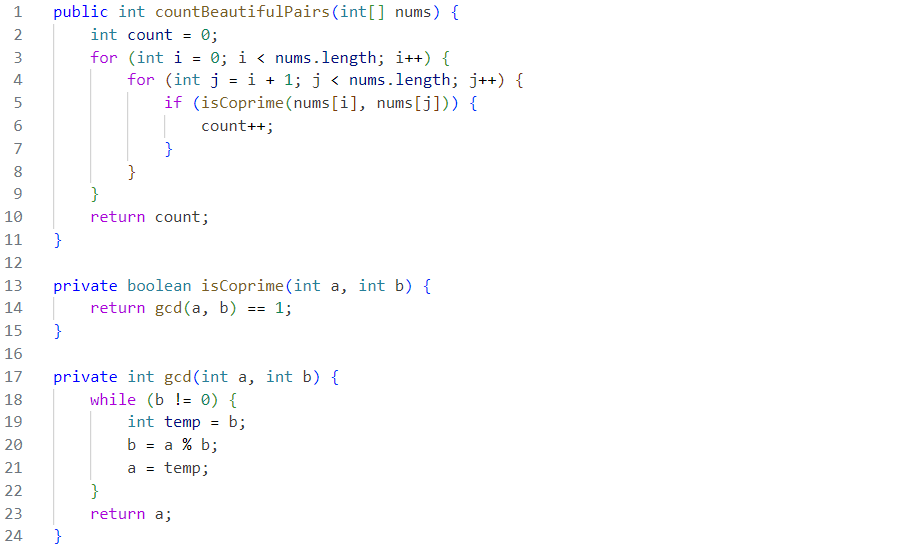 1 public int countBeautifulPairs(int[] nums) {
2 int count = 0;
3 for (int i = 0; i < nums.length; i++) {
4 for (int j = i + 1; j < nums.length; j++) {
5 if (isCoprime(nums[i], nums[j])) {
6 count++;
7 }
8 }
9 }
10 return count;
11 }
12
13 private boolean isCoprime(int a, int b) {
14 return gcd(a, b) == 1;
15 }
16
17 private int gcd(int a, int b) {
18 while (b != 0) {
19 int temp = b;
20 b = a % b;
21 a = temp;
22 }
23 return a;
24 }